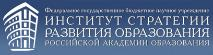 Федеральное государственное бюджетное научное учреждение
ИНСТИТУТ СТРАТЕГИИ
РАЗВИТИЯ ОБРАЗОВАНИЯ
РОССИЙСКОЙ АКАДЕМИИ ОБРАЗОВАНИЯ